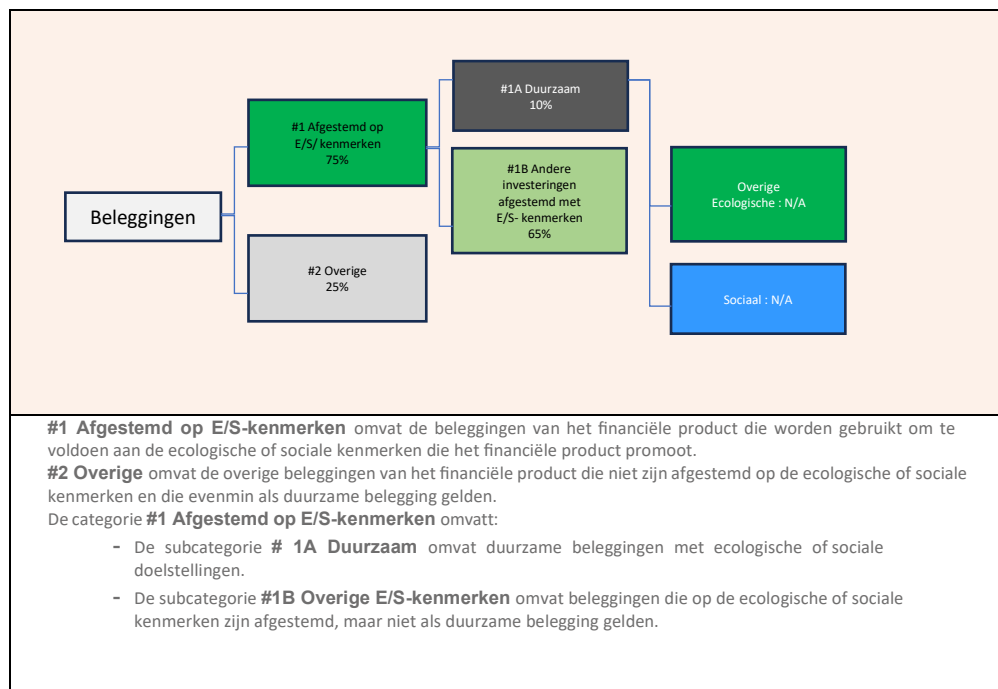 #1A Duurzaam
10%
#1 Afgestemd op
E/S/ kenmerken
75%
#1B Andere
investeringen
afgestemd met
E/S- kenmerken
65%
Overige
Ecologische : N/A
Beleggingen
#2 Overige
25%
Sociaal : N/A
#1 Afgestemd op E/S-kenmerken omvat de beleggingen van het financiële product die worden gebruikt om te
voldoen aan de ecologische of sociale kenmerken die het financiële product promoot.
#2 Overige omvat de overige beleggingen van het financiële product die niet zijn afgestemd op de ecologische of sociale
kenmerken en die evenmin als duurzame belegging gelden.
De categorie #1 Afgestemd op E/S-kenmerken omvatt:
- De subcategorie # 1A Duurzaam omvat duurzame beleggingen met ecologische of sociale
doelstellingen.
- De subcategorie #1B Overige E/S-kenmerken omvat beleggingen die op de ecologische of sociale
kenmerken zijn afgestemd, maar niet als duurzame belegging gelden.